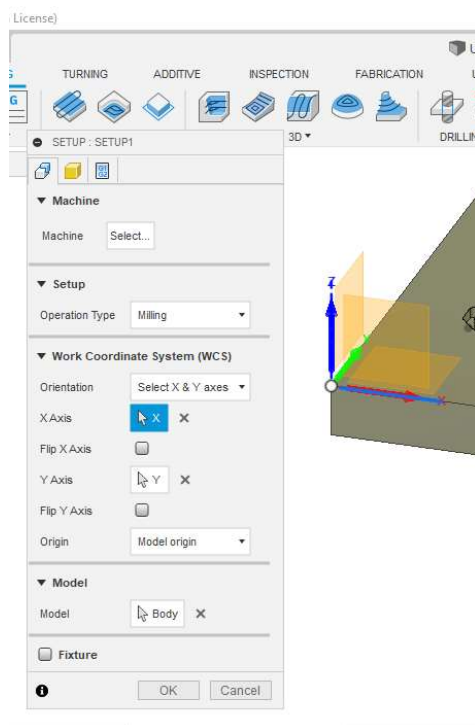 License)
U
G
TURNING
ADDITIVE
INSPECTION
FABRICATION
U
G
3D
DRILLIN
SETUP : SETUP1
G1
G2
Machine
Machine Select...
Setup
Operation Type Milling
Work Coordinate System (WCS)
Orientation Select X & Y axes
X Axis X
Flip X Axis
Y Axis Y
Flip Y Axis
Origin Model origin
Model
Model Body
Fixture
OK Cancel
Z
Y
X